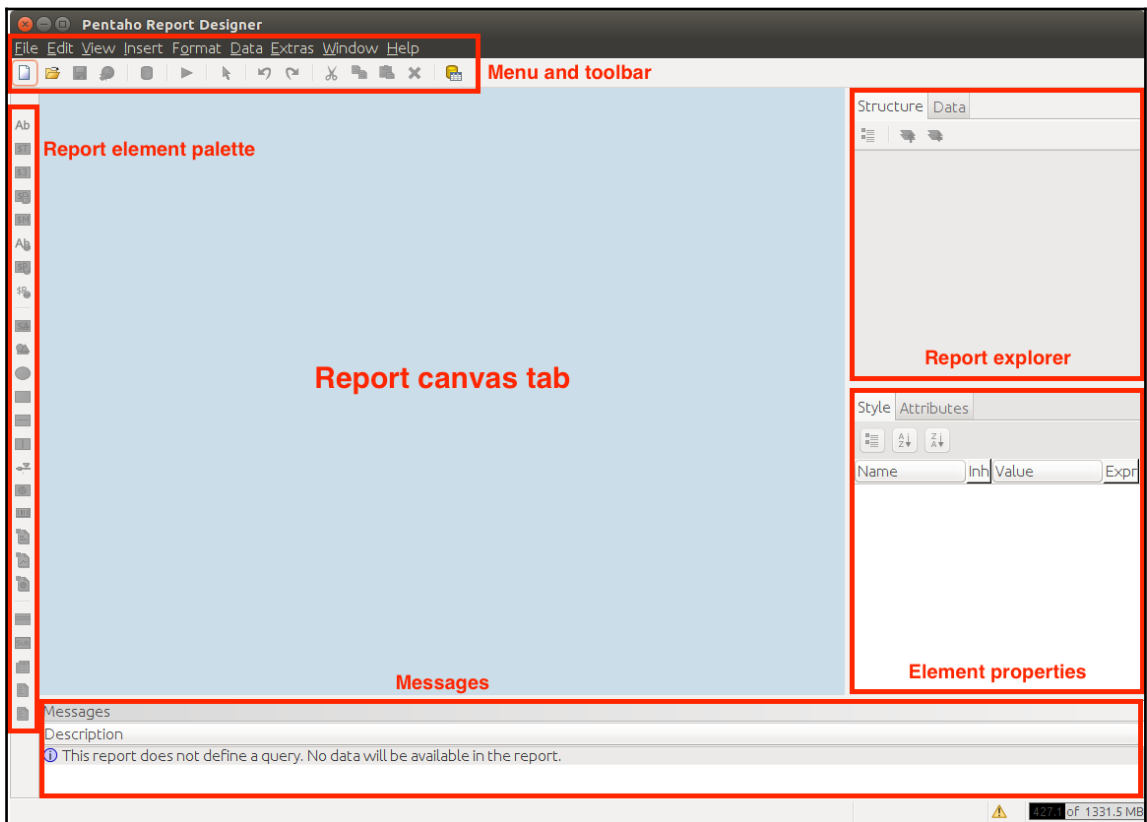 Pentaho Report Designer
File Edit View Insert Format Data Extras Window Help
Menu and toolbar
Structure Data
Ab
Report element palette
Report explorer
Report canvas tab
Style Attributes
Name Inh Value Expr
Element properties
Messages
Messages
Description
This report does not define a query. No data will be available in the report.
427.1 of 1331.5 MB